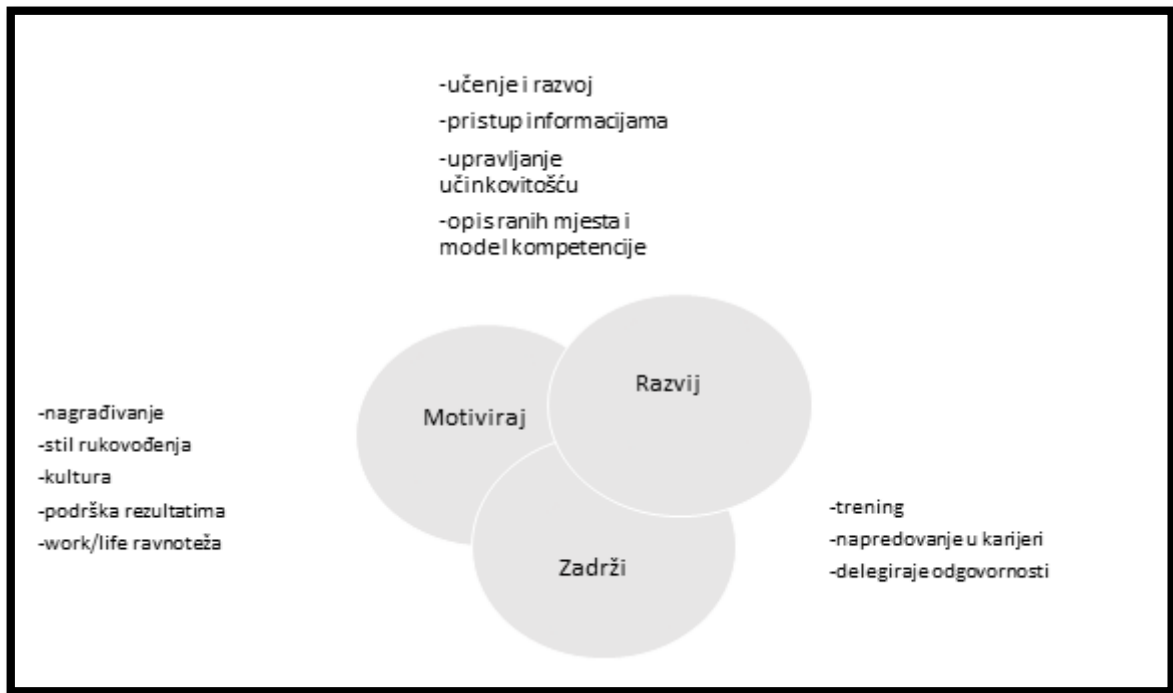 -učenje i razvoj
-pristup informacijama
-upravljanje
učinkovitošću
-opis ranih mjesta i
model kompetencije
Razvij
Motiviraj
-nagrađivanje
-stil rukovođenja
-kultura
-podrška rezultatima
-work/life ravnoteža
Zadrži
-trening
-napredovanje u karijeri
-delegiraje odgovornosti